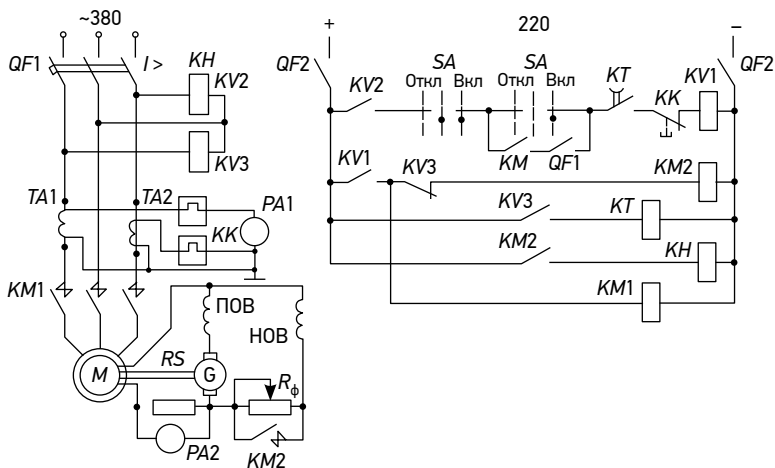 ~380
QF1
I >
KH
KV2
KV3
TA1
TA2
PA1
KK
KM1
ПОВ
НОВ
M
RS
G
Rф
PA2
KM2
+
220
–
QF2
KV2
SA
Откл
Вкл
SA
Откл
Вкл
KT
KK
KV1
QF2
KM
QF1
KV1
KV3
KM2
KV3
KT
KM2
KH
KM1